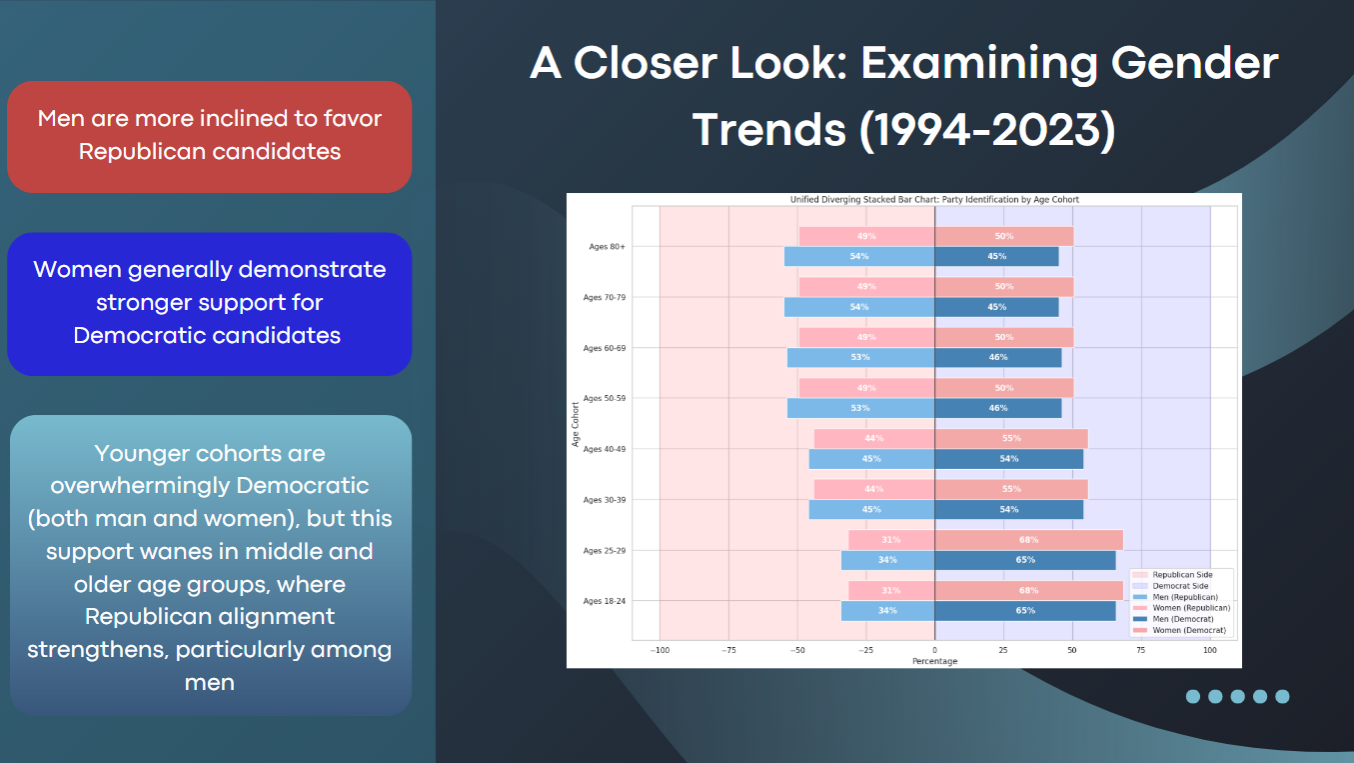 A Closer Look: Examining Gender
Trends (1994-2023)
Men are more inclined to favor
Republican candidates
Women generally demonstrate
stronger support for
Democratic candidates
Younger cohorts are
overwhermingly Democratic
(both man and women), but this
support wanes in middle and
older age groups, where
Republican alignment
strengthens, particularly among
men
Unified Diverging Stacked Bar Chart: Party Identification by Age Cohort
Age Cohort
Ages 80+
49% 50%
54% 45%
Ages 70-79
49% 50%
54% 45%
Ages 60-69
49% 50%
53% 46%
Ages 50-59
49% 50%
53% 46%
Ages 40-49
44% 55%
45% 54%
Ages 30-39
44% 55%
45% 54%
Ages 25-29
31% 68%
34% 65%
Ages 18-24
31% 68%
34% 65%
Republican Side
Democrat Side
Men (Republican)
Women (Republican)
Men (Democrat)
Women (Democrat)
−100 −75 −50 −25 0 25 50 75 100
Percentage